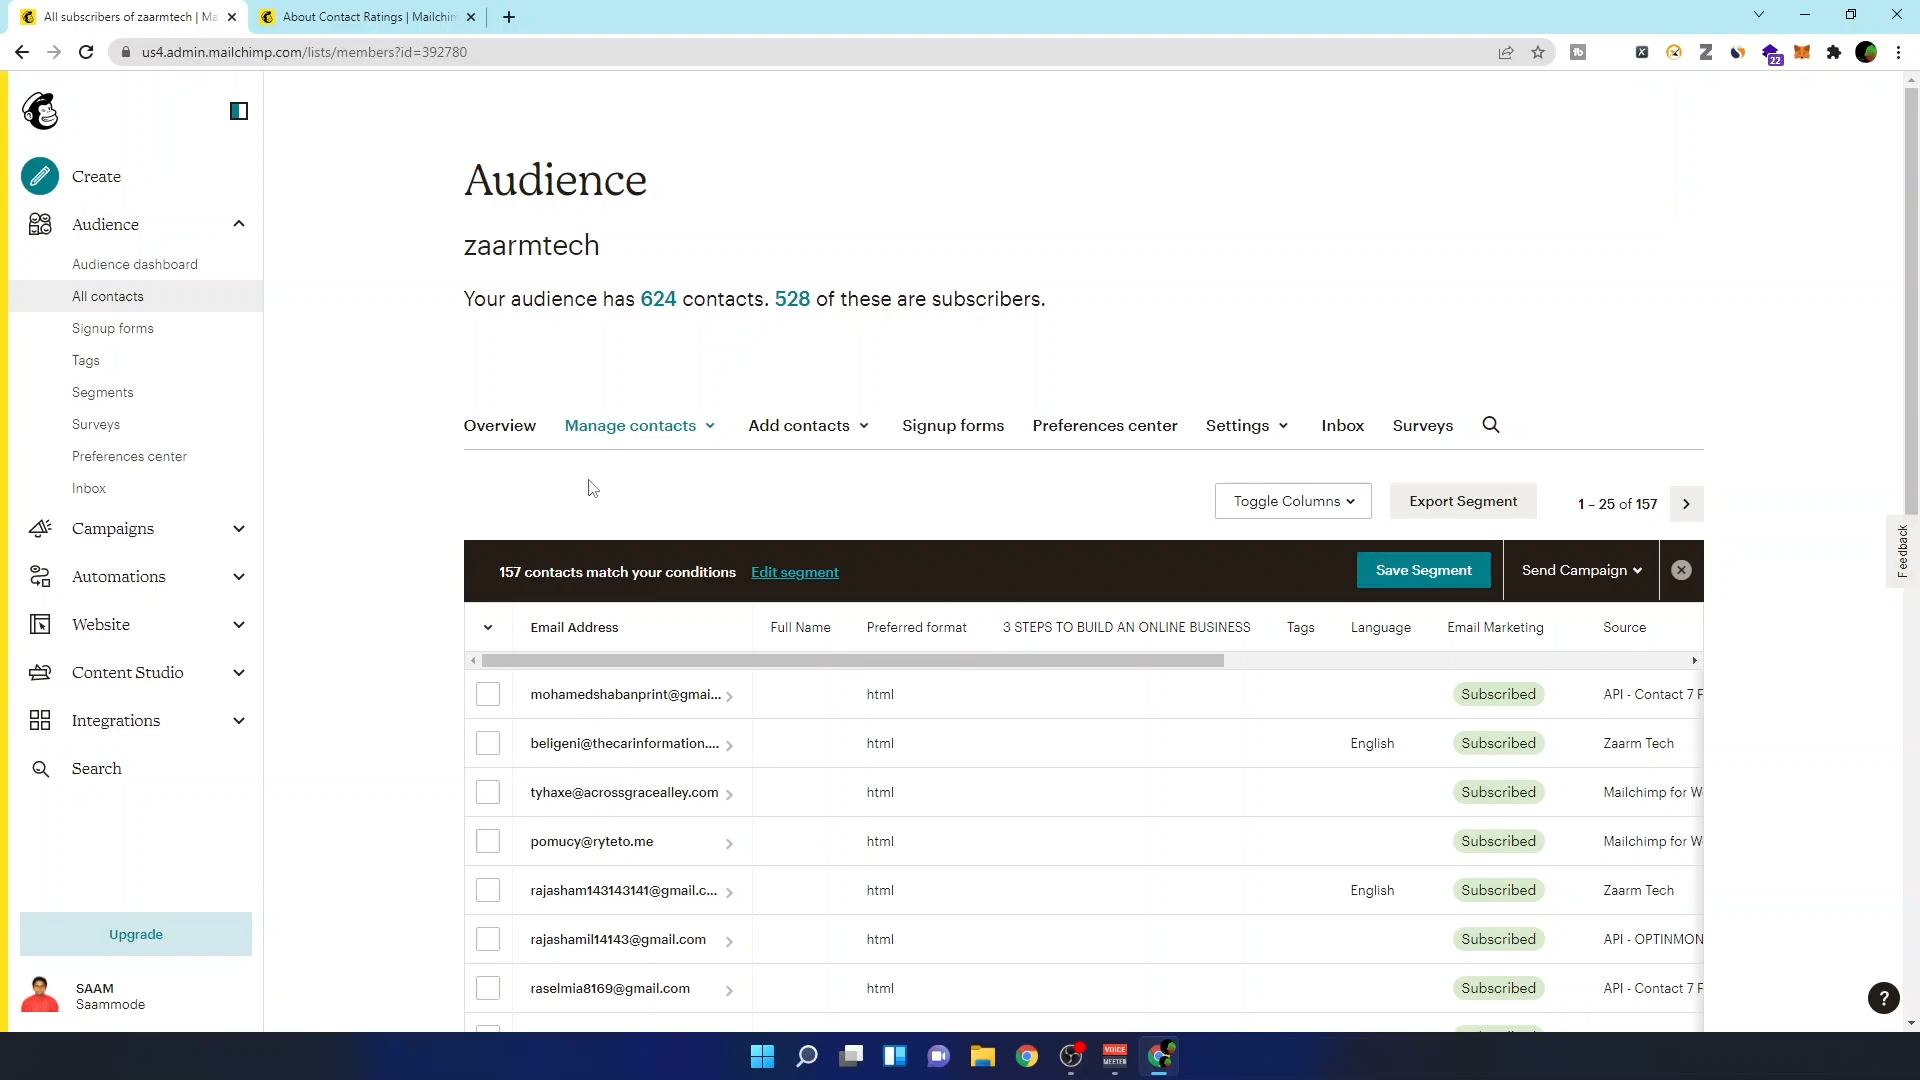 All subscribers of zaarmtech | Ma
About Contact Ratings | Mailchim
us4.admin.mailchimp.com/lists/members?id=392780
22
Create
Audience
Audience dashboard
All contacts
Signup forms
Tags
Segments
Surveys
Preferences center
Inbox
Campaigns
Automations
Website
Content Studio
Integrations
Search
Upgrade
SAAM
Saammode
Audience
zaarmtech
Your audience has 624 contacts. 528 of these are subscribers.
Overview Manage contacts Add contacts Signup forms Preferences center Settings Inbox Surveys
Toggle Columns Export Segment 1 – 25 of 157
157 contacts match your conditions Edit segment Save Segment Send Campaign
Email Address Full Name Preferred format 3 STEPS TO BUILD AN ONLINE BUSINESS Tags Language Email Marketing Source
mohamedshabanprint@gmai... html Subscribed API - Contact 7 F
beligeni@thecarinformation.... html English Subscribed Zaarm Tech
tyhaxe@acrossgracealley.com html Subscribed Mailchimp for W
pomucy@ryteto.me html Subscribed Mailchimp for W
rajasham143143141@gmail.c... html English Subscribed Zaarm Tech
rajashamil14143@gmail.com html Subscribed API - OPTINMON
raselmia8169@gmail.com html Subscribed API - Contact 7 F
Feedback
?
VOICE
MEETER